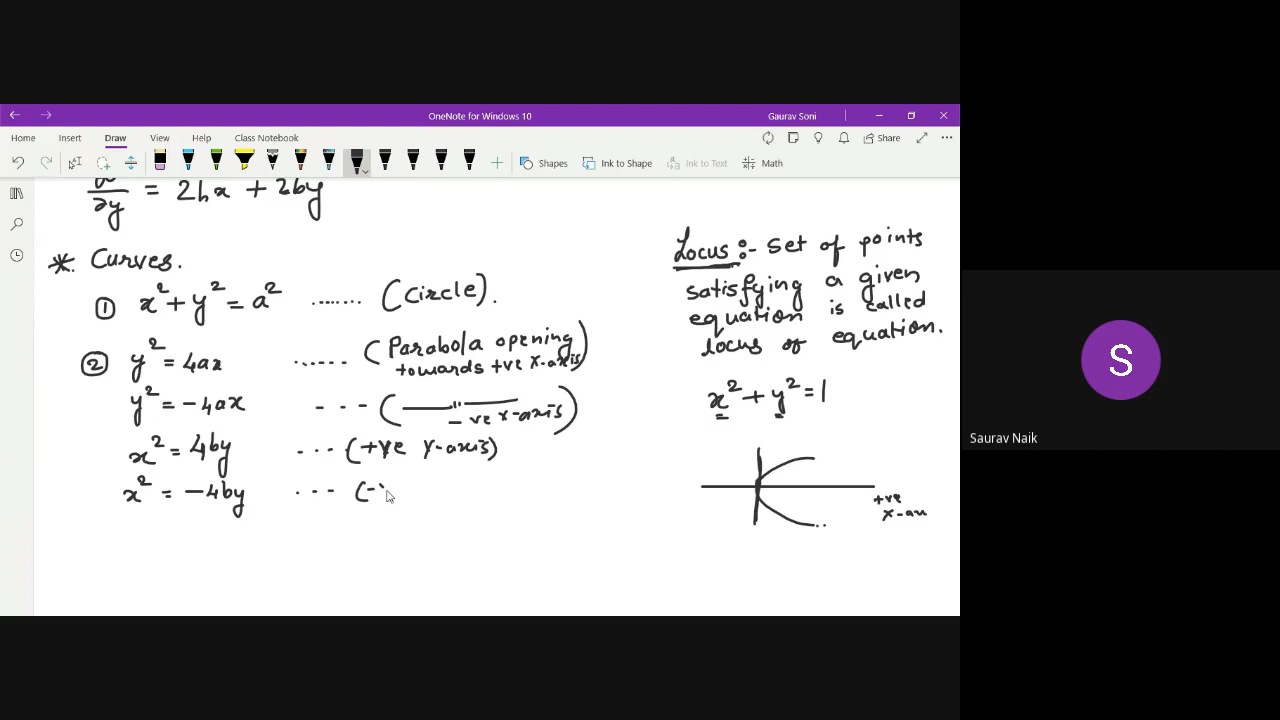 OneNote for Windows 10
Gaurav Soni
Home Insert Draw View Help Class Notebook
Share
Shapes Ink to Shape Ink to Text Math
∂y = 2hx + 2by
* Curves.
① x² + y² = a² ....... (Circle).
② y² = 4ax ...... (Parabola opening
towards +ve X-axis)
y² = -4ax --- (—— " —— -ve x-axis)
x² = 4by --- (+ve Y-axis)
x² = -4by --- (-
Locus :- Set of points
satisfying a given
equation is called
locus of equation.
x² + y² = 1
+ve
x-ax
S
Saurav Naik